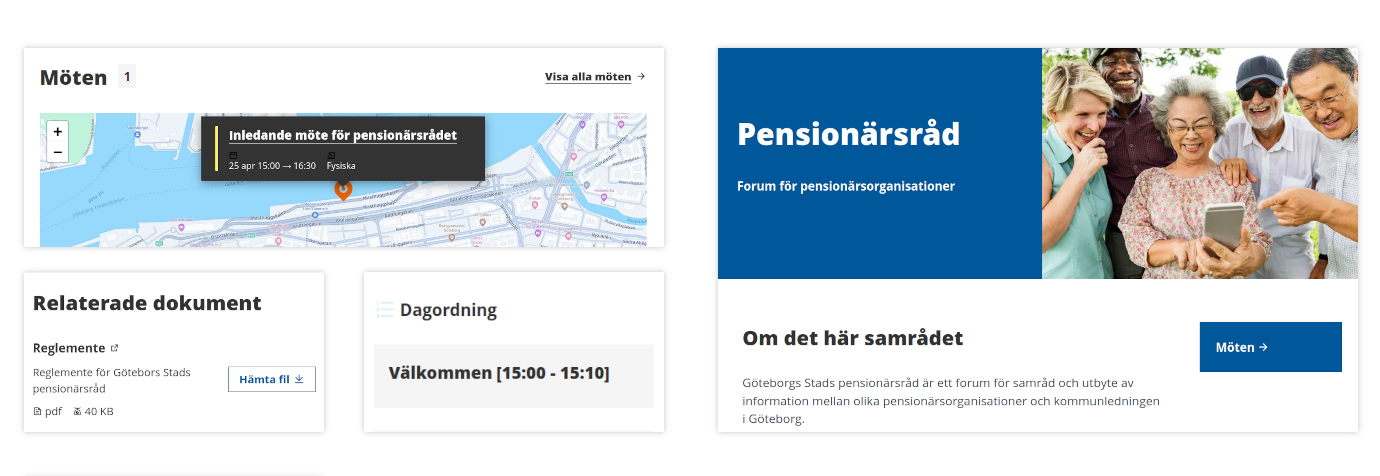 Möten 1
Visa alla möten →
+
−
Inledande möte för pensionärsrådet
25 apr 15:00 → 16:30 Fysiska
Relaterade dokument
Reglemente
Reglemente för Götebors Stads
pensionärsråd
Hämta fil
pdf 40 KB
Dagordning
Välkommen [15:00 - 15:10]
Pensionärsråd
Forum för pensionärsorganisationer
Om det här samrådet
Möten →
Göteborgs Stads pensionärsråd är ett forum för samråd och utbyte av
information mellan olika pensionärsorganisationer och kommunledningen
i Göteborg.